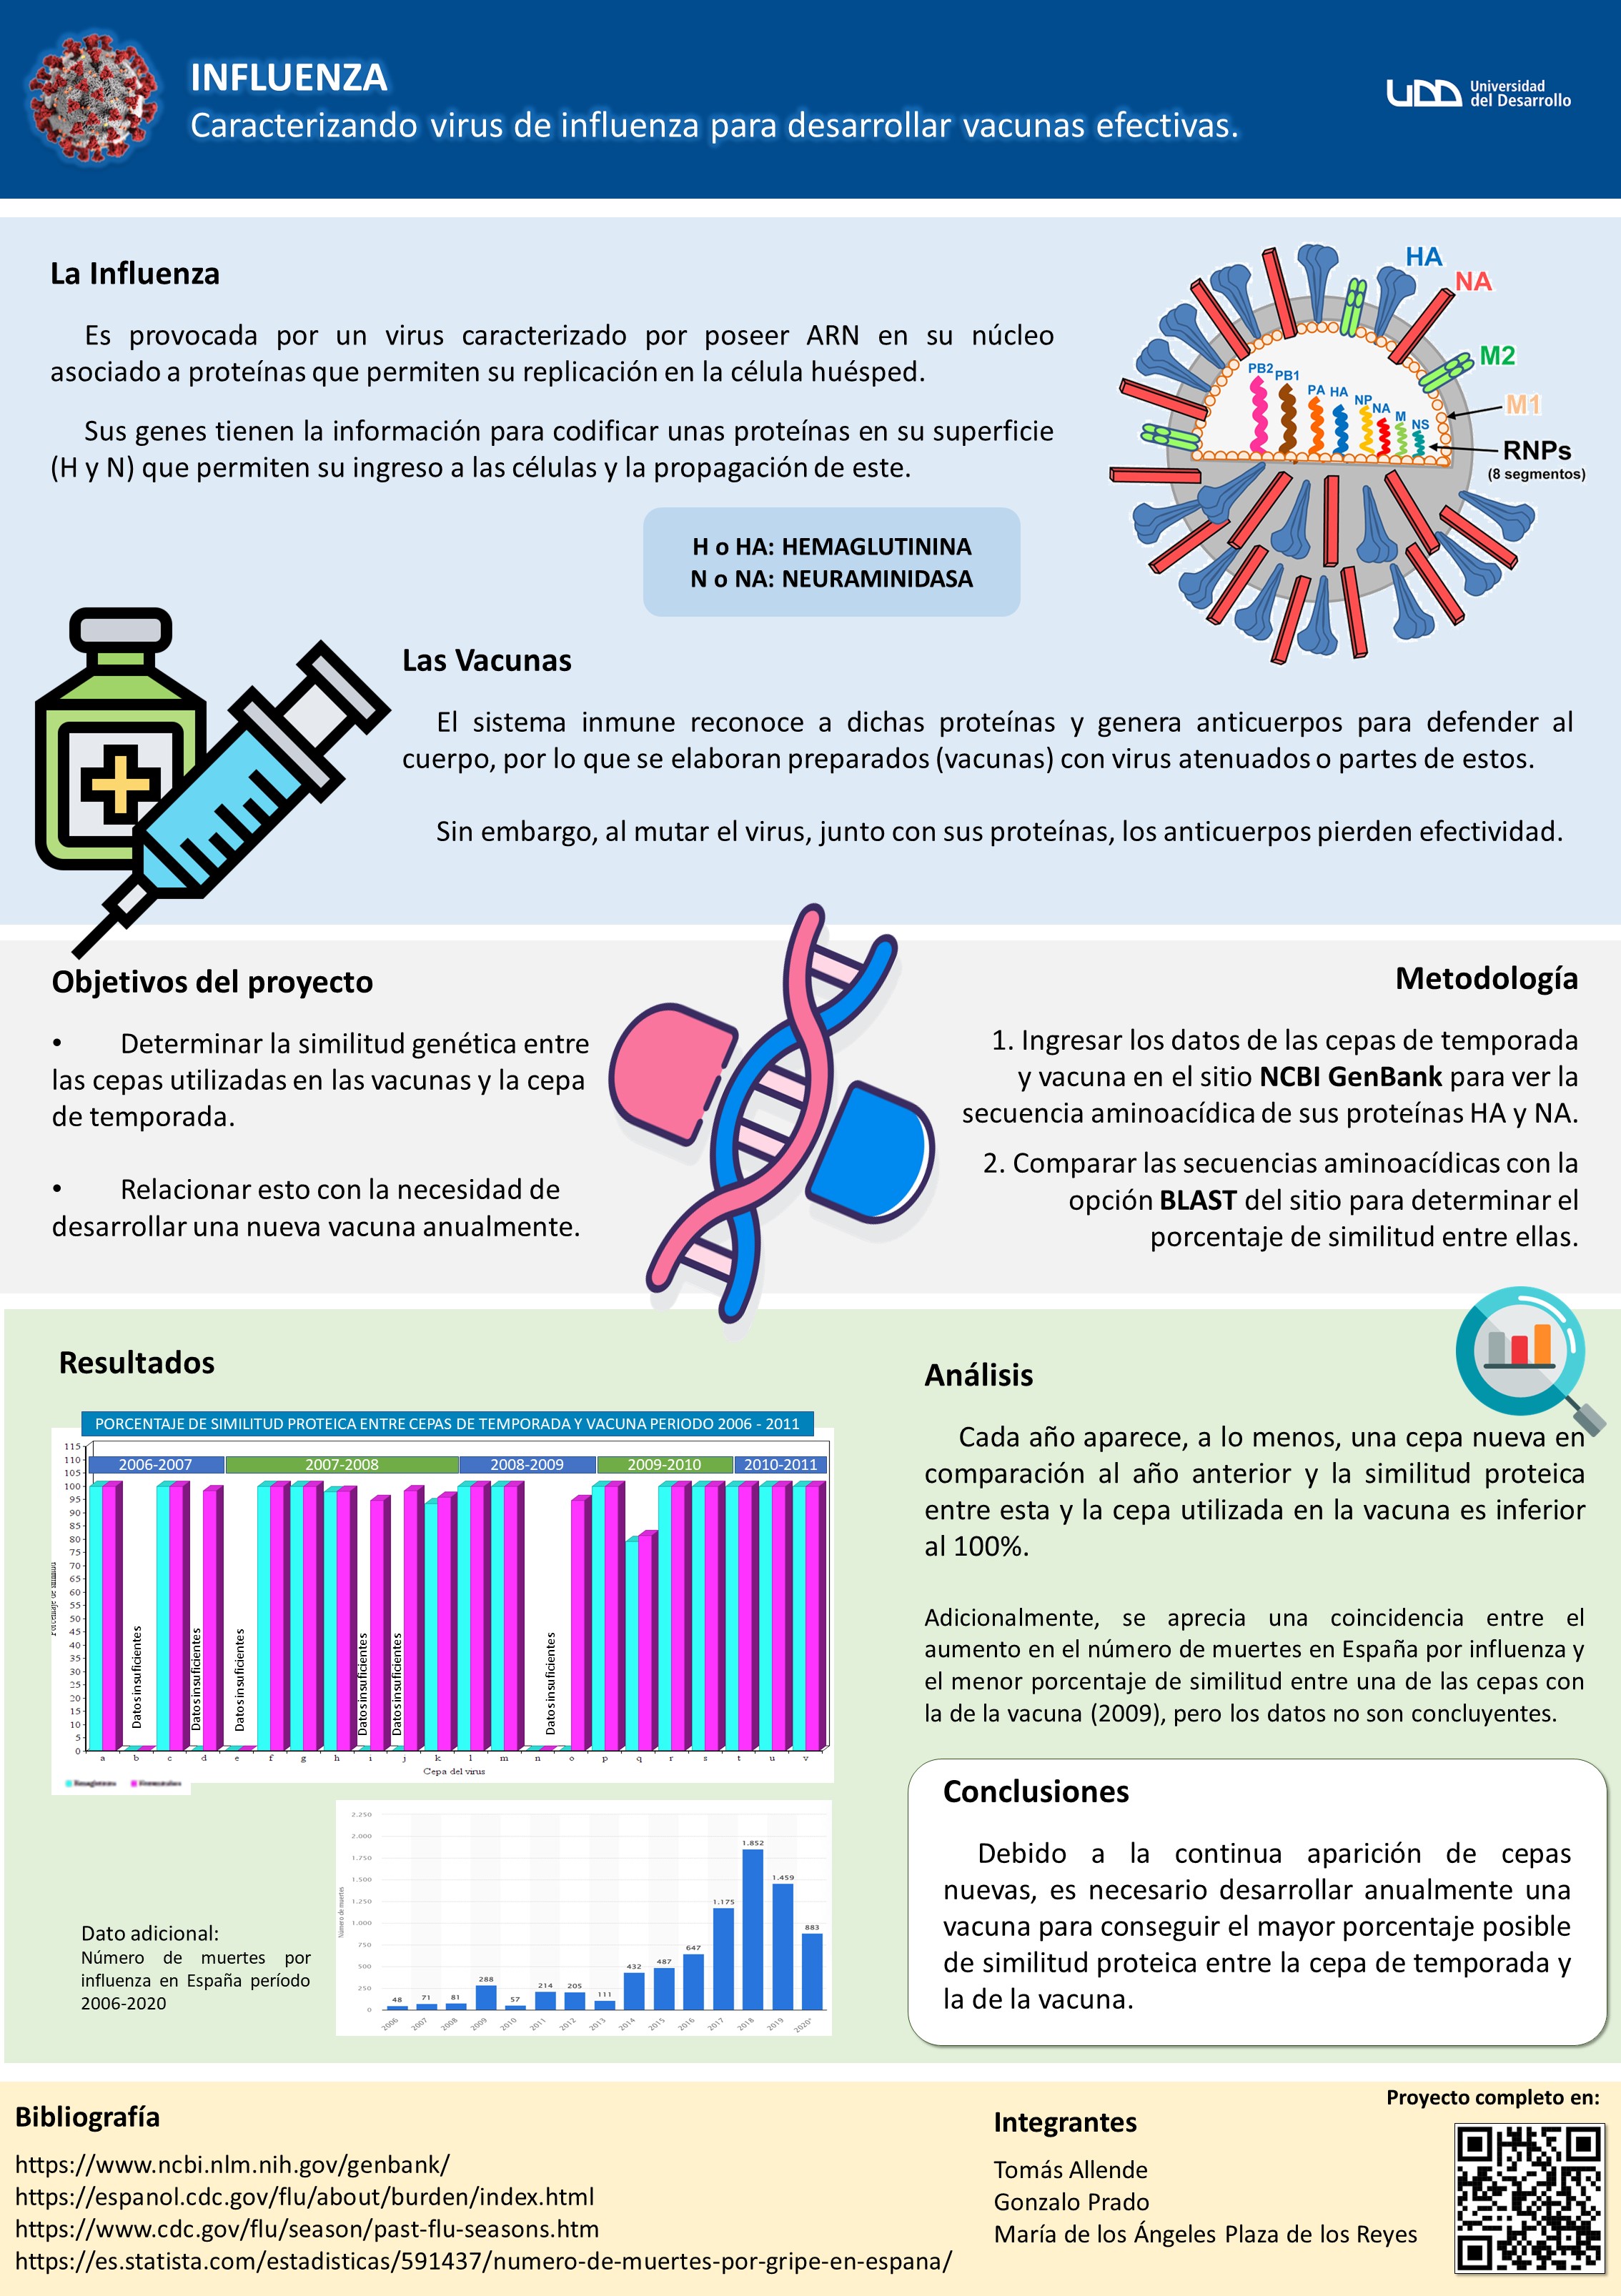 INFLUENZA
Caracterizando virus de influenza para desarrollar vacunas efectivas.
UDD Universidad
del Desarrollo
La Influenza
Es provocada por un virus caracterizado por poseer ARN en su núcleo
asociado a proteínas que permiten su replicación en la célula huésped.
Sus genes tienen la información para codificar unas proteínas en su superficie
(H y N) que permiten su ingreso a las células y la propagación de este.
H o HA: HEMAGLUTININA
N o NA: NEURAMINIDASA
HA
NA
M2
M1
RNPs
(8 segmentos)
PB2 PB1 PA HA NP NA M NS
Las Vacunas
El sistema inmune reconoce a dichas proteínas y genera anticuerpos para defender al
cuerpo, por lo que se elaboran preparados (vacunas) con virus atenuados o partes de estos.
Sin embargo, al mutar el virus, junto con sus proteínas, los anticuerpos pierden efectividad.
Objetivos del proyecto
• Determinar la similitud genética entre
las cepas utilizadas en las vacunas y la cepa
de temporada.
• Relacionar esto con la necesidad de
desarrollar una nueva vacuna anualmente.
Metodología
1. Ingresar los datos de las cepas de temporada
y vacuna en el sitio NCBI GenBank para ver la
secuencia aminoacídica de sus proteínas HA y NA.
2. Comparar las secuencias aminoacídicas con la
opción BLAST del sitio para determinar el
porcentaje de similitud entre ellas.
Resultados
PORCENTAJE DE SIMILITUD PROTEICA ENTRE CEPAS DE TEMPORADA Y VACUNA PERIODO 2006 - 2011
2006-2007 2007-2008 2008-2009 2009-2010 2010-2011
115
110
105
100
95
90
85
80
75
70
65
60
55
50
45
40
35
30
25
20
15
10
5
0
Datos insuficientes
Datos insuficientes
Datos insuficientes
Datos insuficientes
Datos insuficientes
Datos insuficientes
a b c d e f g h i j k l m n o p q r s t u v
Cepa del virus
Dato adicional:
Número de muertes por
influenza en España período
2006-2020
Número de muertes
2.250
2.000
1.750
1.500
1.250
1.000
750
500
250
0
48 71 81 288 57 214 205 111 432 487 647 1.175 1.852 1.459 883
2006 2007 2008 2009 2010 2011 2012 2013 2014 2015 2016 2017 2018 2019 2020*
Análisis
Cada año aparece, a lo menos, una cepa nueva en
comparación al año anterior y la similitud proteica
entre esta y la cepa utilizada en la vacuna es inferior
al 100%.
Adicionalmente, se aprecia una coincidencia entre el
aumento en el número de muertes en España por influenza y
el menor porcentaje de similitud entre una de las cepas con
la de la vacuna (2009), pero los datos no son concluyentes.
Conclusiones
Debido a la continua aparición de cepas
nuevas, es necesario desarrollar anualmente una
vacuna para conseguir el mayor porcentaje posible
de similitud proteica entre la cepa de temporada y
la de la vacuna.
Bibliografía
https://www.ncbi.nlm.nih.gov/genbank/
https://espanol.cdc.gov/flu/about/burden/index.html
https://www.cdc.gov/flu/season/past-flu-seasons.htm
https://es.statista.com/estadisticas/591437/numero-de-muertes-por-gripe-en-espana/
Integrantes
Tomás Allende
Gonzalo Prado
María de los Ángeles Plaza de los Reyes
Proyecto completo en: